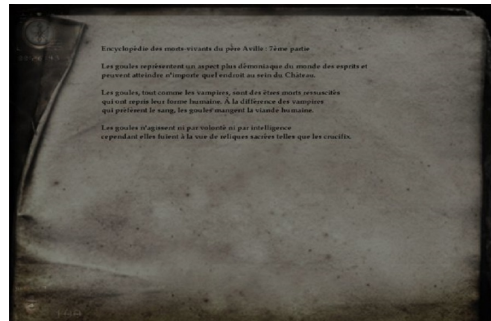 Encyclopédie des morts-vivants du père Aville : 7ème partie
Les goules représentent un aspect plus démoniaque du monde des esprits et
peuvent atteindre n'importe quel endroit au sein du Château.
Les goules, tout comme les vampires, sont des êtres morts ressuscités
qui ont repris leur forme humaine. À la différence des vampires
qui préfèrent le sang, les goules mangent la viande humaine.
Les goules n'agissent ni par volonté ni par intelligence
cependant elles fuient à la vue de reliques sacrées telles que les crucifix.